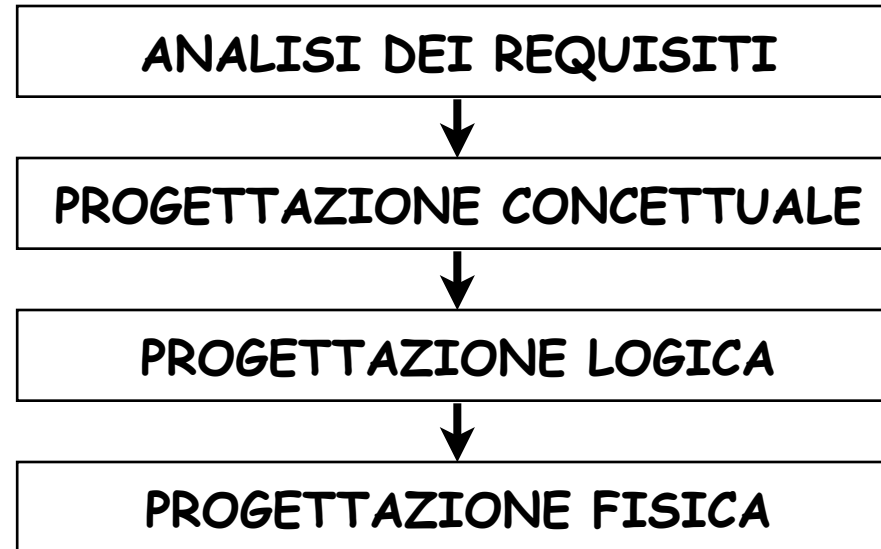 ANALISI DEI REQUISITI
PROGETTAZIONE CONCETTUALE
PROGETTAZIONE LOGICA
PROGETTAZIONE FISICA